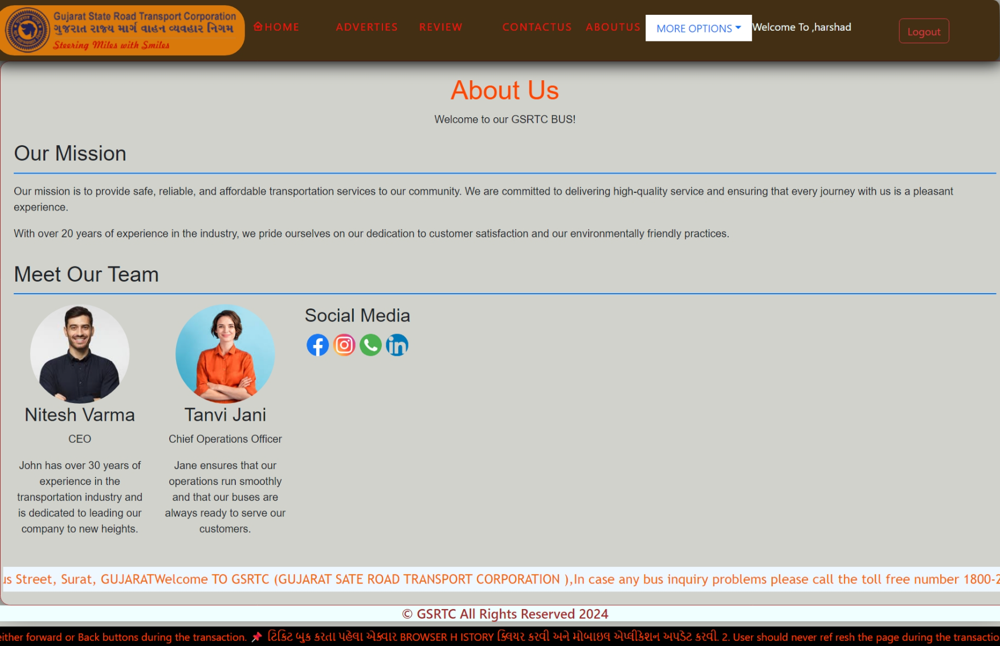 Gujarat State Road Transport Corporation
ગુજરાત રાજ્ય માર્ગ વાહન વ્યવહાર નિગમ
Steering Miles with Smiles
HOME
ADVERTIES
REVIEW
CONTACTUS
ABOUTUS
MORE OPTIONS
Welcome To ,harshad
Logout
About Us
Welcome to our GSRTC BUS!
Our Mission
Our mission is to provide safe, reliable, and affordable transportation services to our community. We are committed to delivering high-quality service and ensuring that every journey with us is a pleasant
experience.
With over 20 years of experience in the industry, we pride ourselves on our dedication to customer satisfaction and our environmentally friendly practices.
Meet Our Team
Nitesh Varma
CEO
John has over 30 years of
experience in the
transportation industry and
is dedicated to leading our
company to new heights.
Tanvi Jani
Chief Operations Officer
Jane ensures that our
operations run smoothly
and that our buses are
always ready to serve our
customers.
Social Media
us Street, Surat, GUJARATWelcome TO GSRTC (GUJARAT SATE ROAD TRANSPORT CORPORATION ),In case any bus inquiry problems please call the toll free number 1800-2
© GSRTC All Rights Reserved 2024
either forward or Back buttons during the transaction. 📌 ટિકિટ બુક કરતા પહેલા એક્વાર BROWSER H ISTORY ક્લિયર કરવી અને મોબાઇલ એપ્લીકેશન અપડેટ કરવી. 2. User should never ref resh the page during the transactio